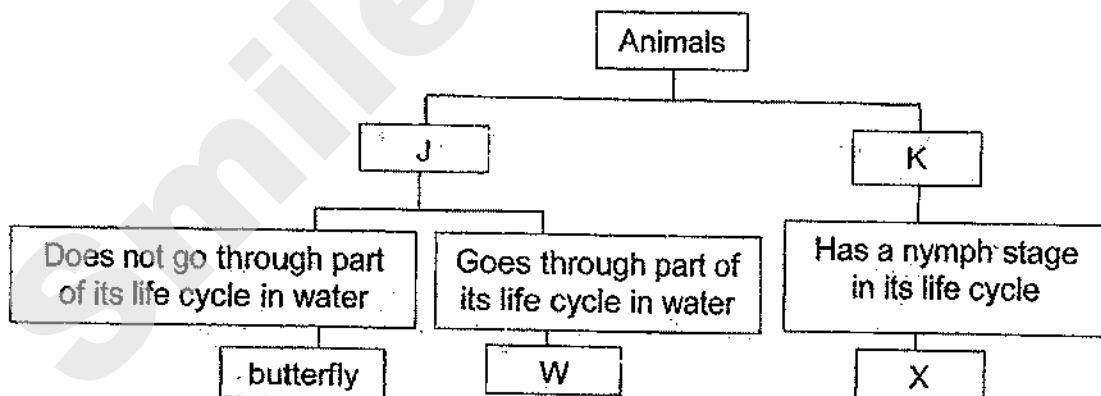 Smile
Animals
J
K
Does not go through part
of its life cycle in water
Goes through part of
its life cycle in water
Has a nymph stage
in its life cycle
butterfly
W
X